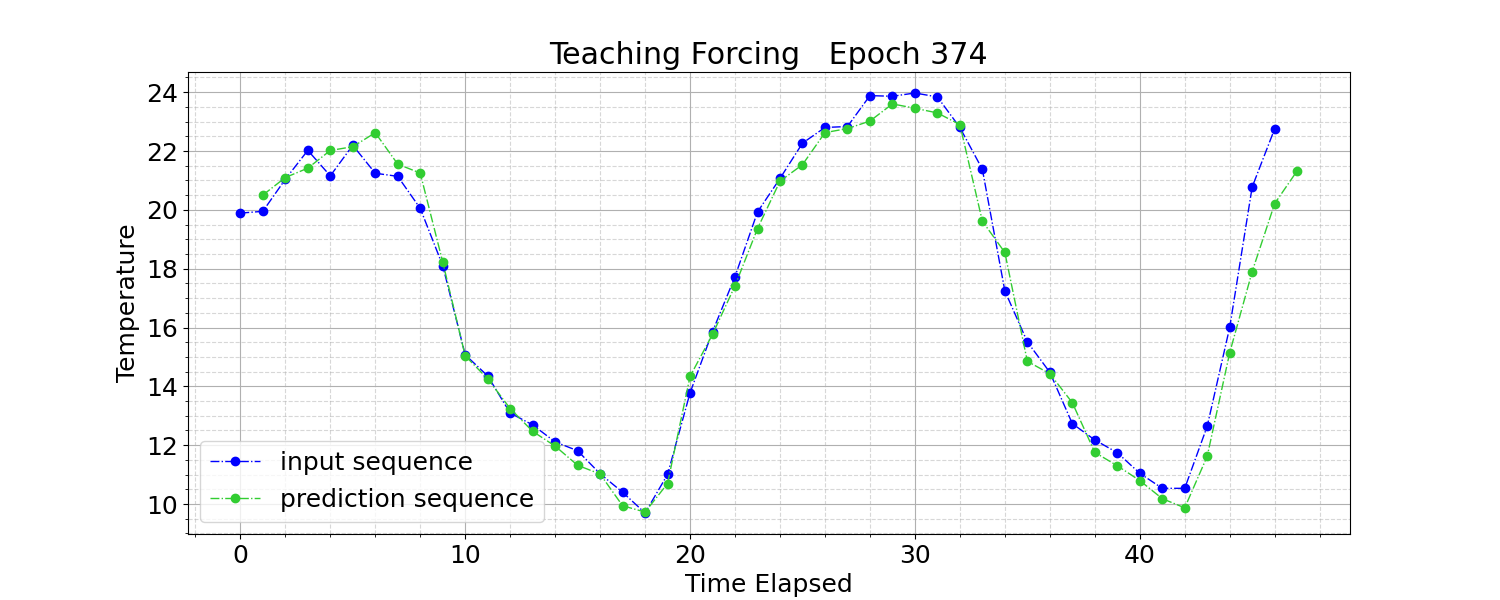 Teaching Forcing   Epoch 374
24
22
20
18
16
14
12
10
Temperature
input sequence
prediction sequence
0 10 20 30 40
Time Elapsed